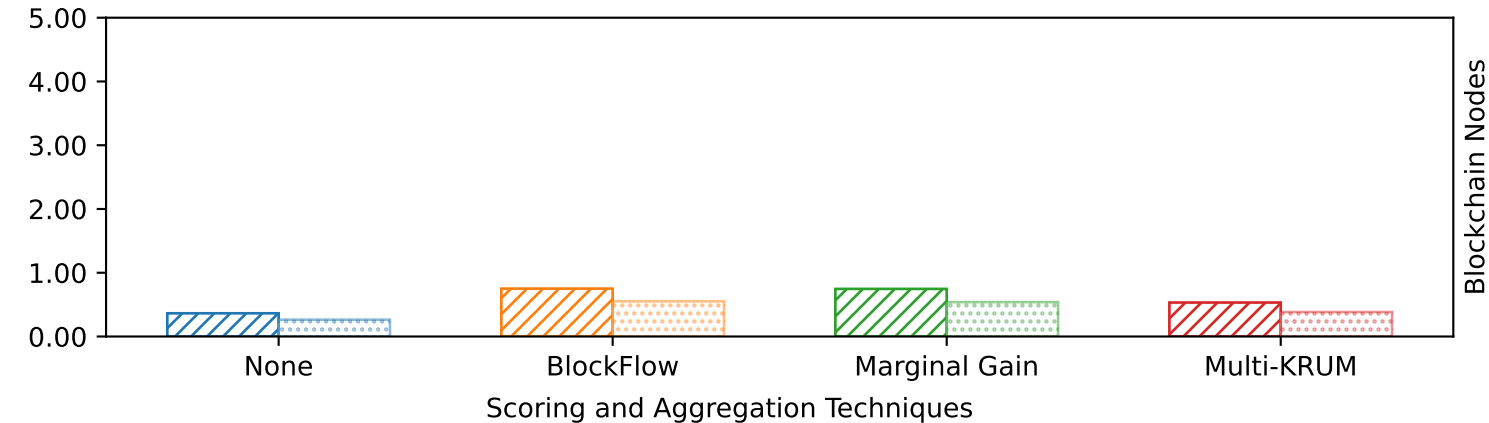 5.00
4.00
3.00
2.00
1.00
0.00
None BlockFlow Marginal Gain Multi-KRUM
Scoring and Aggregation Techniques
Blockchain Nodes